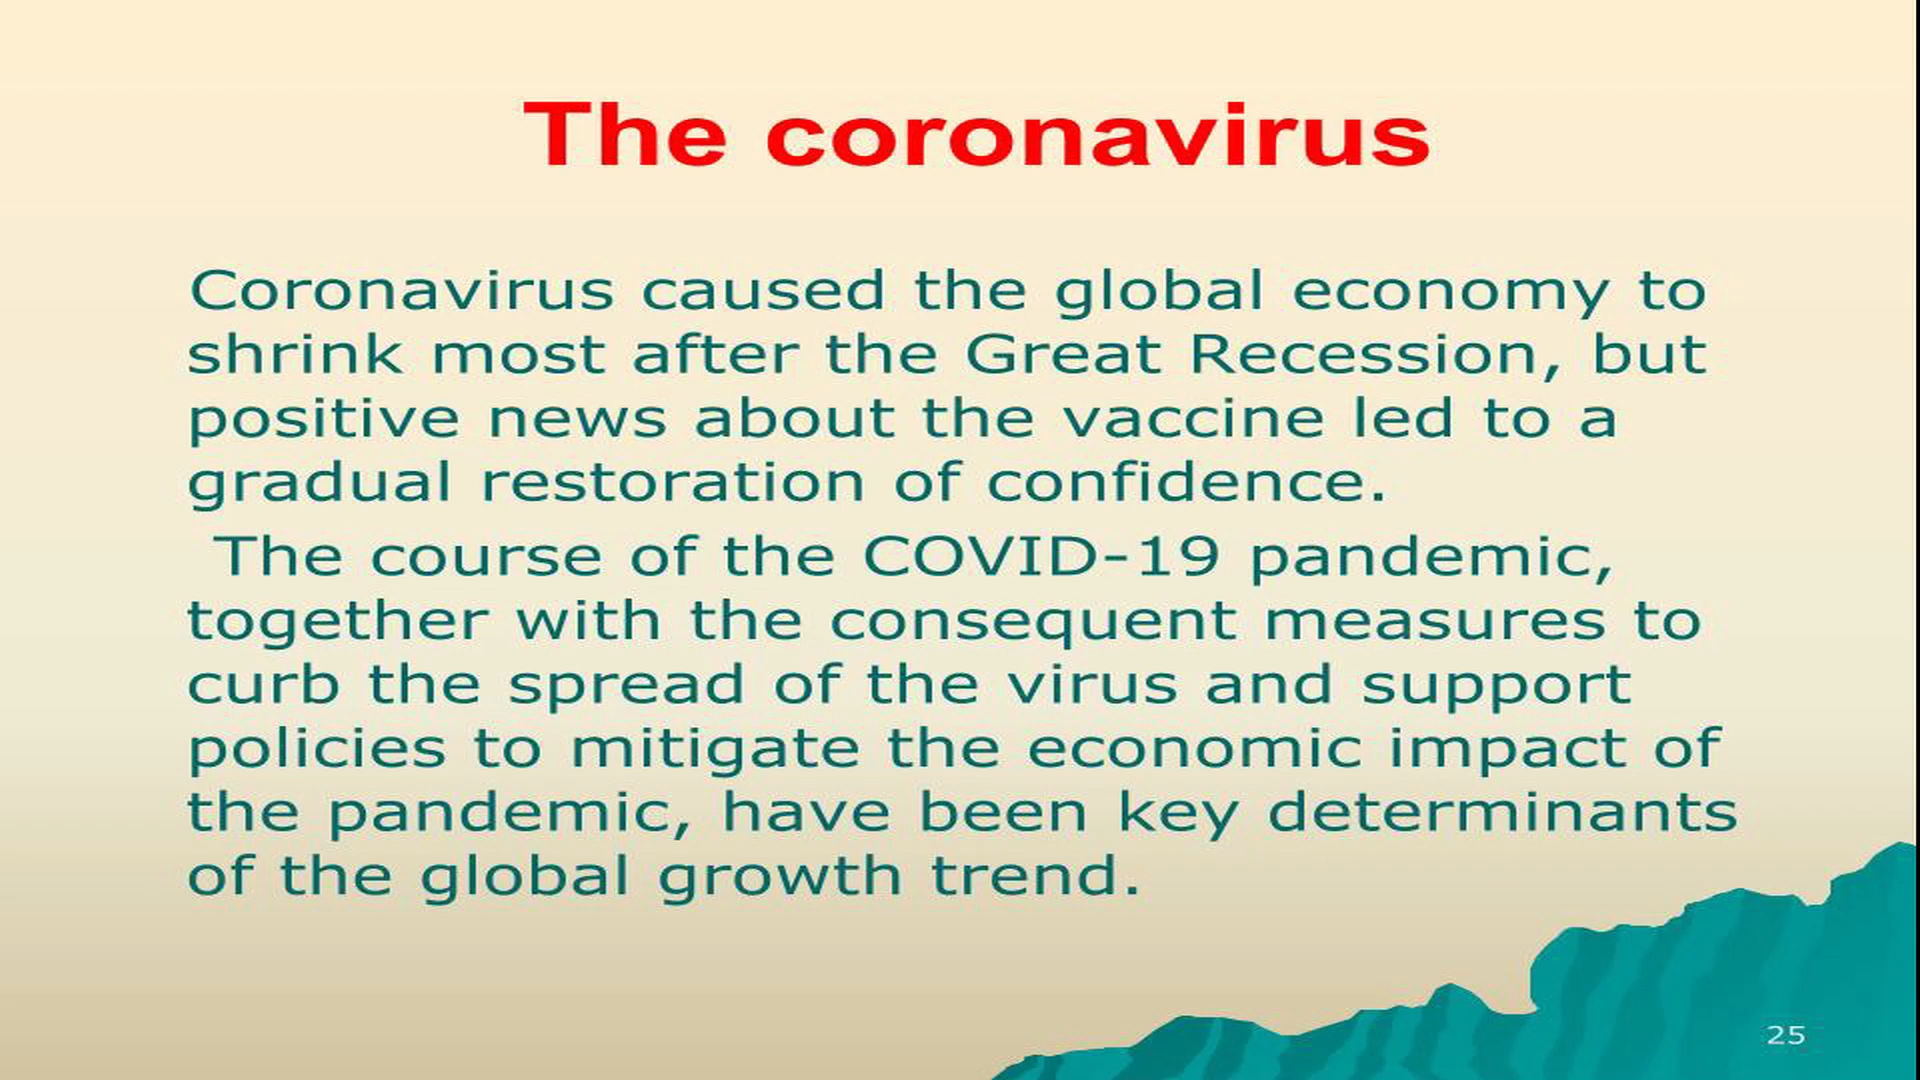 The coronavirus
Coronavirus caused the global economy to
shrink most after the Great Recession, but
positive news about the vaccine led to a
gradual restoration of confidence.
The course of the COVID-19 pandemic,
together with the consequent measures to
curb the spread of the virus and support
policies to mitigate the economic impact of
the pandemic, have been key determinants
of the global growth trend.
25